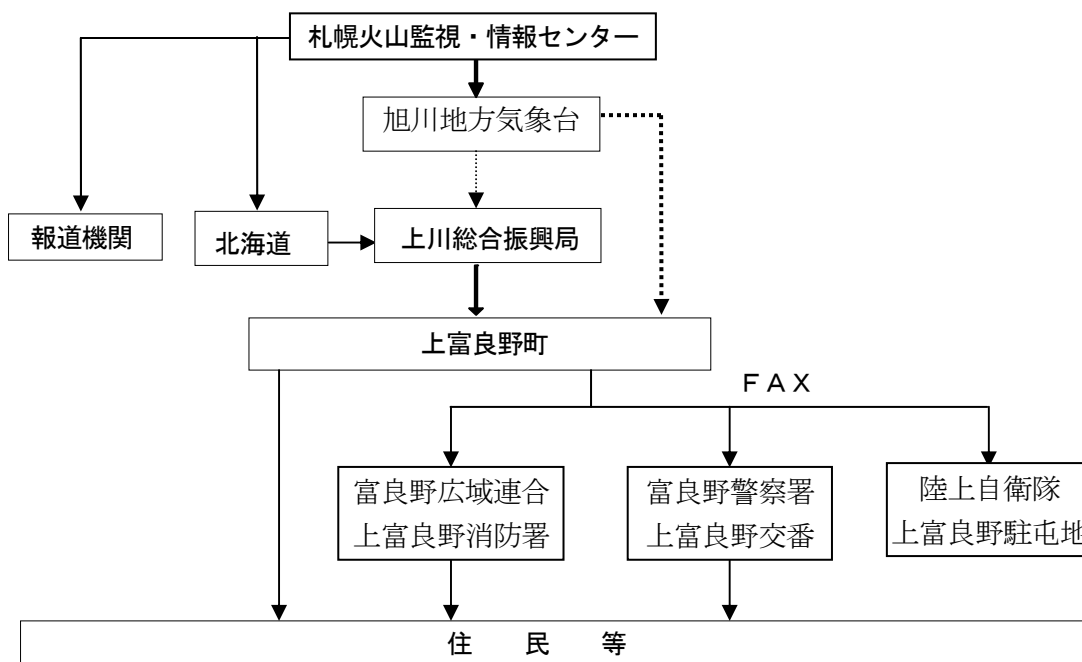 札幌火山監視・情報センター
旭川地方気象台
報道機関
北海道
上川総合振興局
上富良野町
ＦＡＸ
富良野広域連合
上富良野消防署
富良野警察署
上富良野交番
陸上自衛隊
上富良野駐屯地
住　民　等